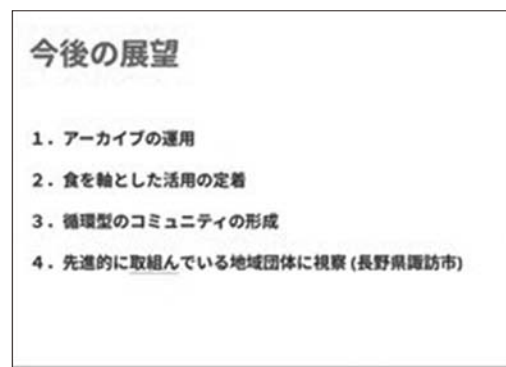 今後の展望
1．アーカイブの運用
2．食を軸とした活用の定着
3．循環型のコミュニティの形成
4．先進的に取組んでいる地域団体に視察 (長野県諏訪市)